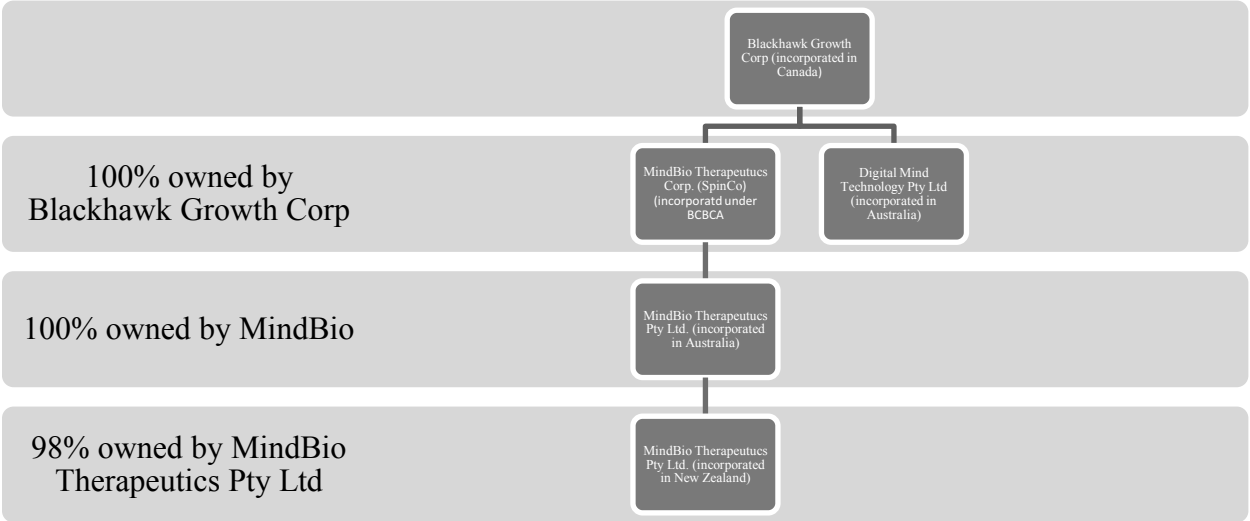 Blackhawk Growth
Corp (incorporated in
Canada)
100% owned by
Blackhawk Growth Corp
MindBio Therapeutucs
Corp. (SpinCo)
(incorporatd under
BCBCA
Digital Mind
Technology Pty Ltd
(incorporated in
Australia)
100% owned by MindBio
MindBio Therapeutucs
Pty Ltd. (incorporated
in Australia)
98% owned by MindBio
Therapeutics Pty Ltd
MindBio Therapeutucs
Pty Ltd. (incorporated
in New Zealand)